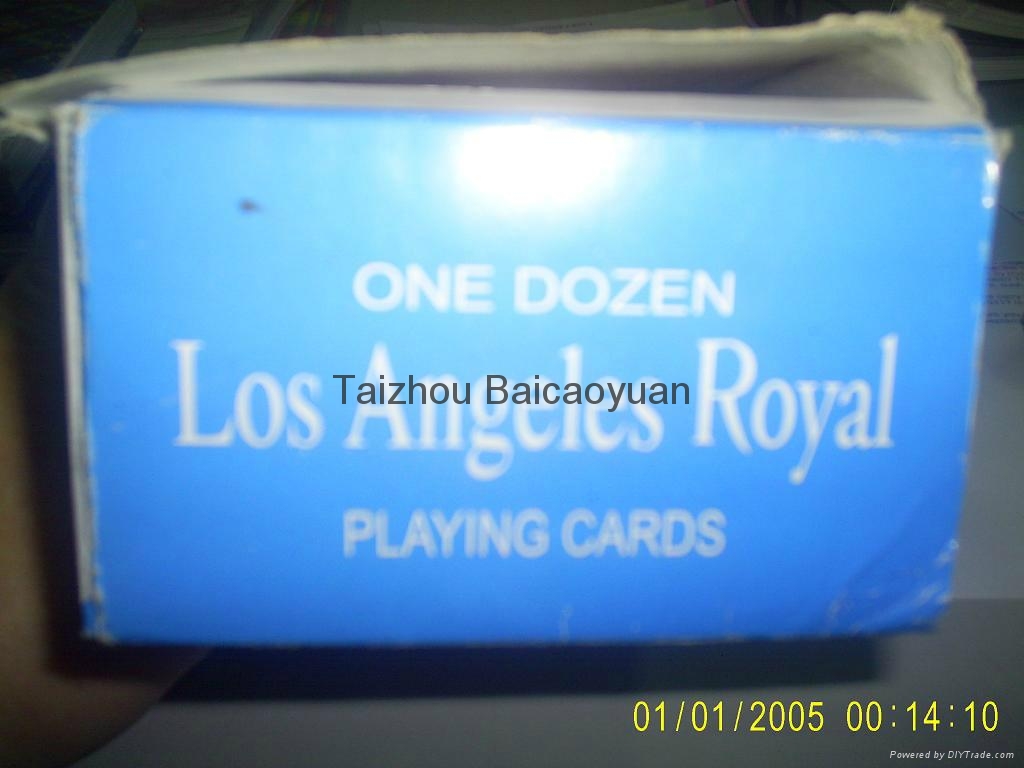 ONE DOZEN
Los Angeles Royal
Taizhou Baicaoyuan
PLAYING CARDS
01/01/2005 00:14:10
Powered by DIYTrade.com